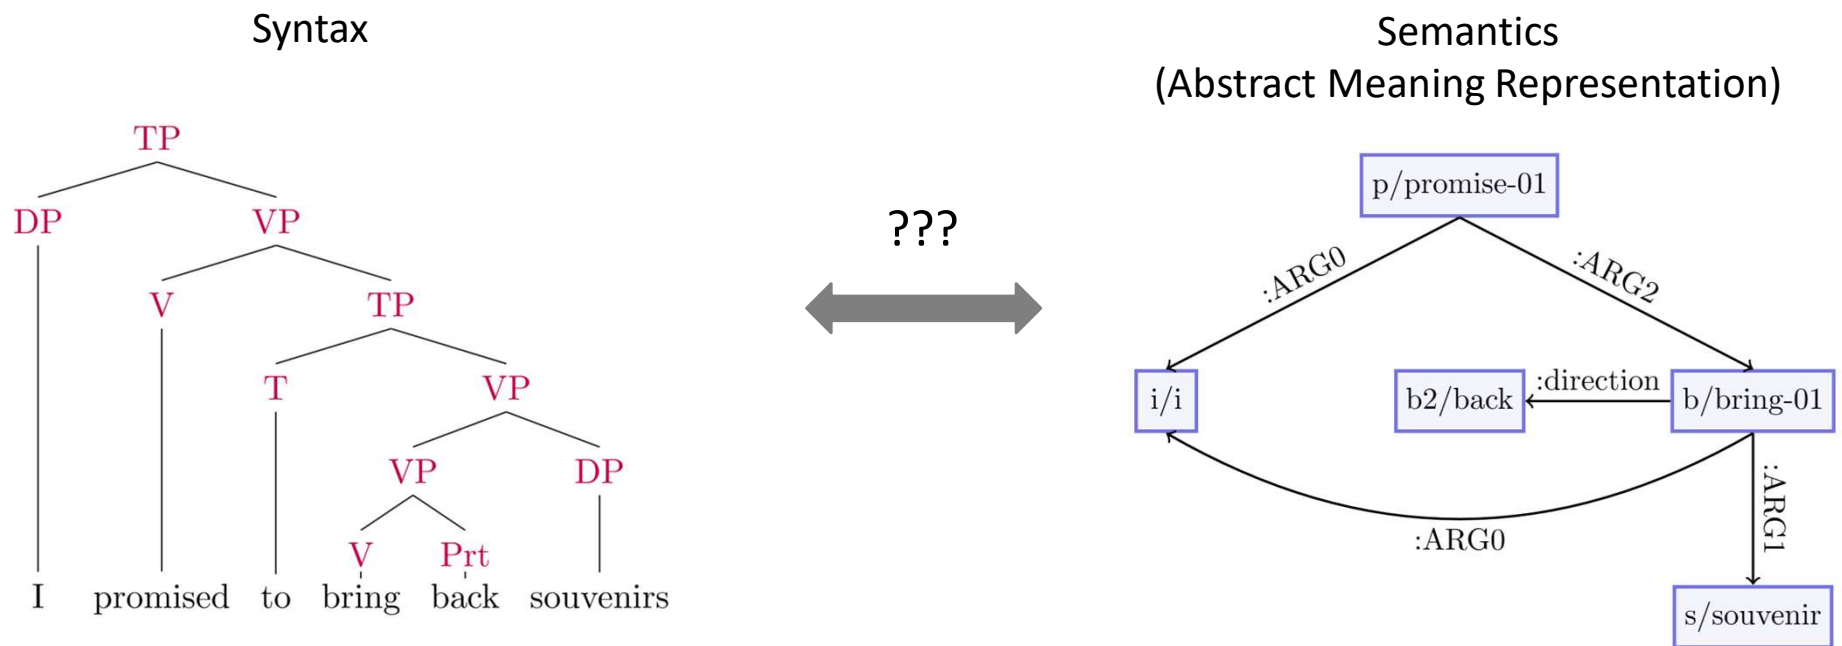 Syntax
Semantics
(Abstract Meaning Representation)
TP
DP VP
V TP
T VP
VP DP
V Prt
I promised to bring back souvenirs
???
p/promise-01
:ARG0 :ARG2
i/i b2/back :direction b/bring-01
:ARG0
:ARG1
s/souvenir